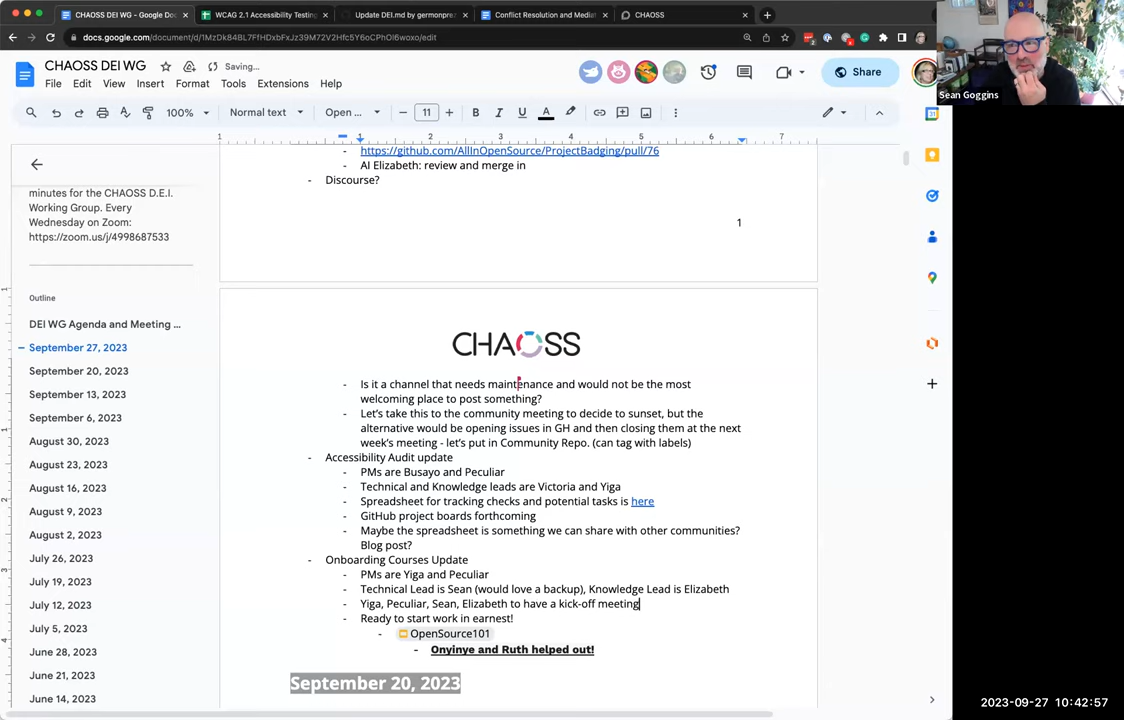 CHAOSS DEI WG - Google Doc
WCAG 2.1 Accessibility Testing
Update DEI.md by germonprez
Conflict Resolution and Mediat
CHAOSS
docs.google.com/document/d/1MzDk84BL7FfHDxbFxJz39M72V2Hfc5Y6oCPhOl6woxo/edit
CHAOSS DEI WG
Saving...
File Edit View Insert Format Tools Extensions Help
Share
Sean Goggins
100%
Normal text
Open ...
11
B I U A
1 1 2 3 4 5 6 7
minutes for the CHAOSS D.E.I.
Working Group. Every
Wednesday on Zoom:
https://zoom.us/j/4998687533
Outline
DEI WG Agenda and Meeting ...
September 27, 2023
September 20, 2023
September 13, 2023
September 6, 2023
August 30, 2023
August 23, 2023
August 16, 2023
August 9, 2023
August 2, 2023
July 26, 2023
July 19, 2023
July 12, 2023
July 5, 2023
June 28, 2023
June 21, 2023
June 14, 2023
- https://github.com/AllInOpenSource/ProjectBadging/pull/76
- AI Elizabeth: review and merge in
- Discourse?
1
CHAOSS
- Is it a channel that needs maintenance and would not be the most
welcoming place to post something?
- Let's take this to the community meeting to decide to sunset, but the
alternative would be opening issues in GH and then closing them at the next
week's meeting - let's put in Community Repo. (can tag with labels)
- Accessibility Audit update
- PMs are Busayo and Peculiar
- Technical and Knowledge leads are Victoria and Yiga
- Spreadsheet for tracking checks and potential tasks is here
- GitHub project boards forthcoming
- Maybe the spreadsheet is something we can share with other communities?
Blog post?
- Onboarding Courses Update
- PMs are Yiga and Peculiar
- Technical Lead is Sean (would love a backup), Knowledge Lead is Elizabeth
- Yiga, Peculiar, Sean, Elizabeth to have a kick-off meeting
- Ready to start work in earnest!
- OpenSource101
- Onyinye and Ruth helped out!
September 20, 2023
2023-09-27 10:42:57